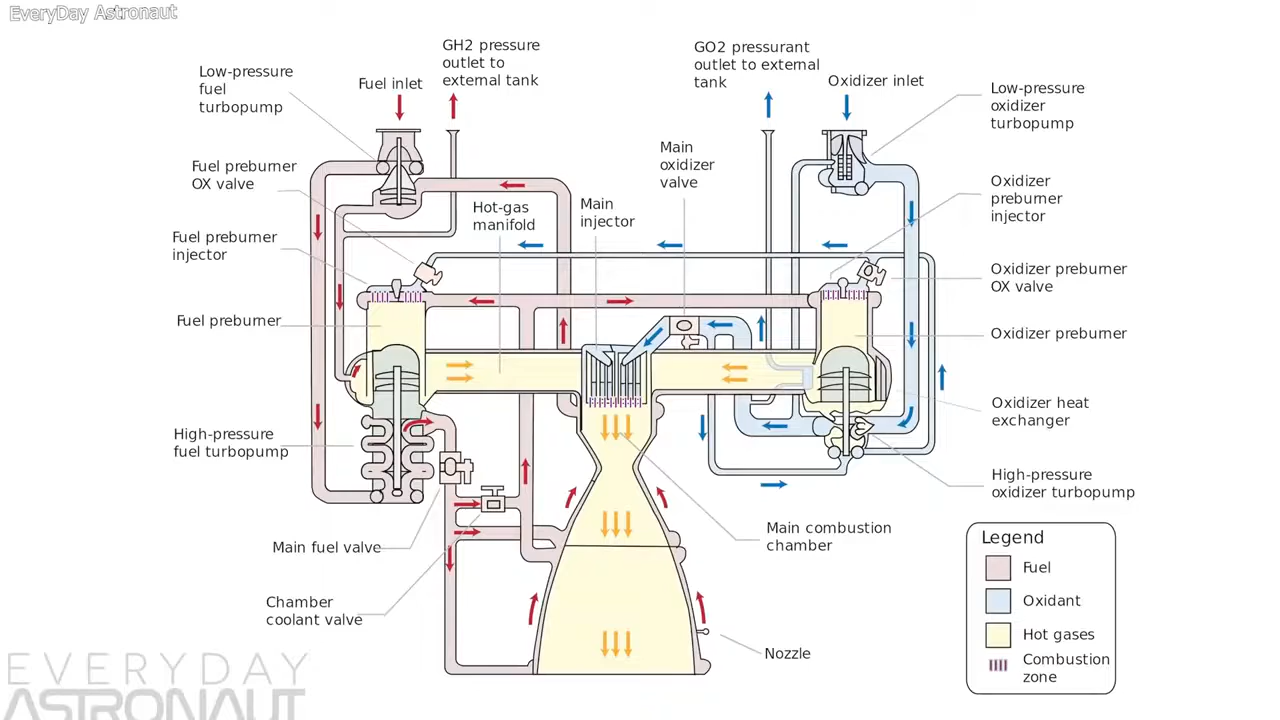 EveryDay Astronaut
GH2 pressure
outlet to
external tank
GO2 pressurant
outlet to external
tank
Low-pressure
fuel
turbopump
Fuel inlet
Oxidizer inlet
Low-pressure
oxidizer
turbopump
Main
oxidizer
valve
Fuel preburner
OX valve
Oxidizer
preburner
injector
Hot-gas
manifold
Main
injector
Fuel preburner
injector
Oxidizer preburner
OX valve
Fuel preburner
Oxidizer preburner
Oxidizer heat
exchanger
High-pressure
fuel turbopump
High-pressure
oxidizer turbopump
Main fuel valve
Main combustion
chamber
Chamber
coolant valve
Nozzle
Legend
Fuel
Oxidant
Hot gases
Combustion
zone
EVERYDAY
ASTRONAUT